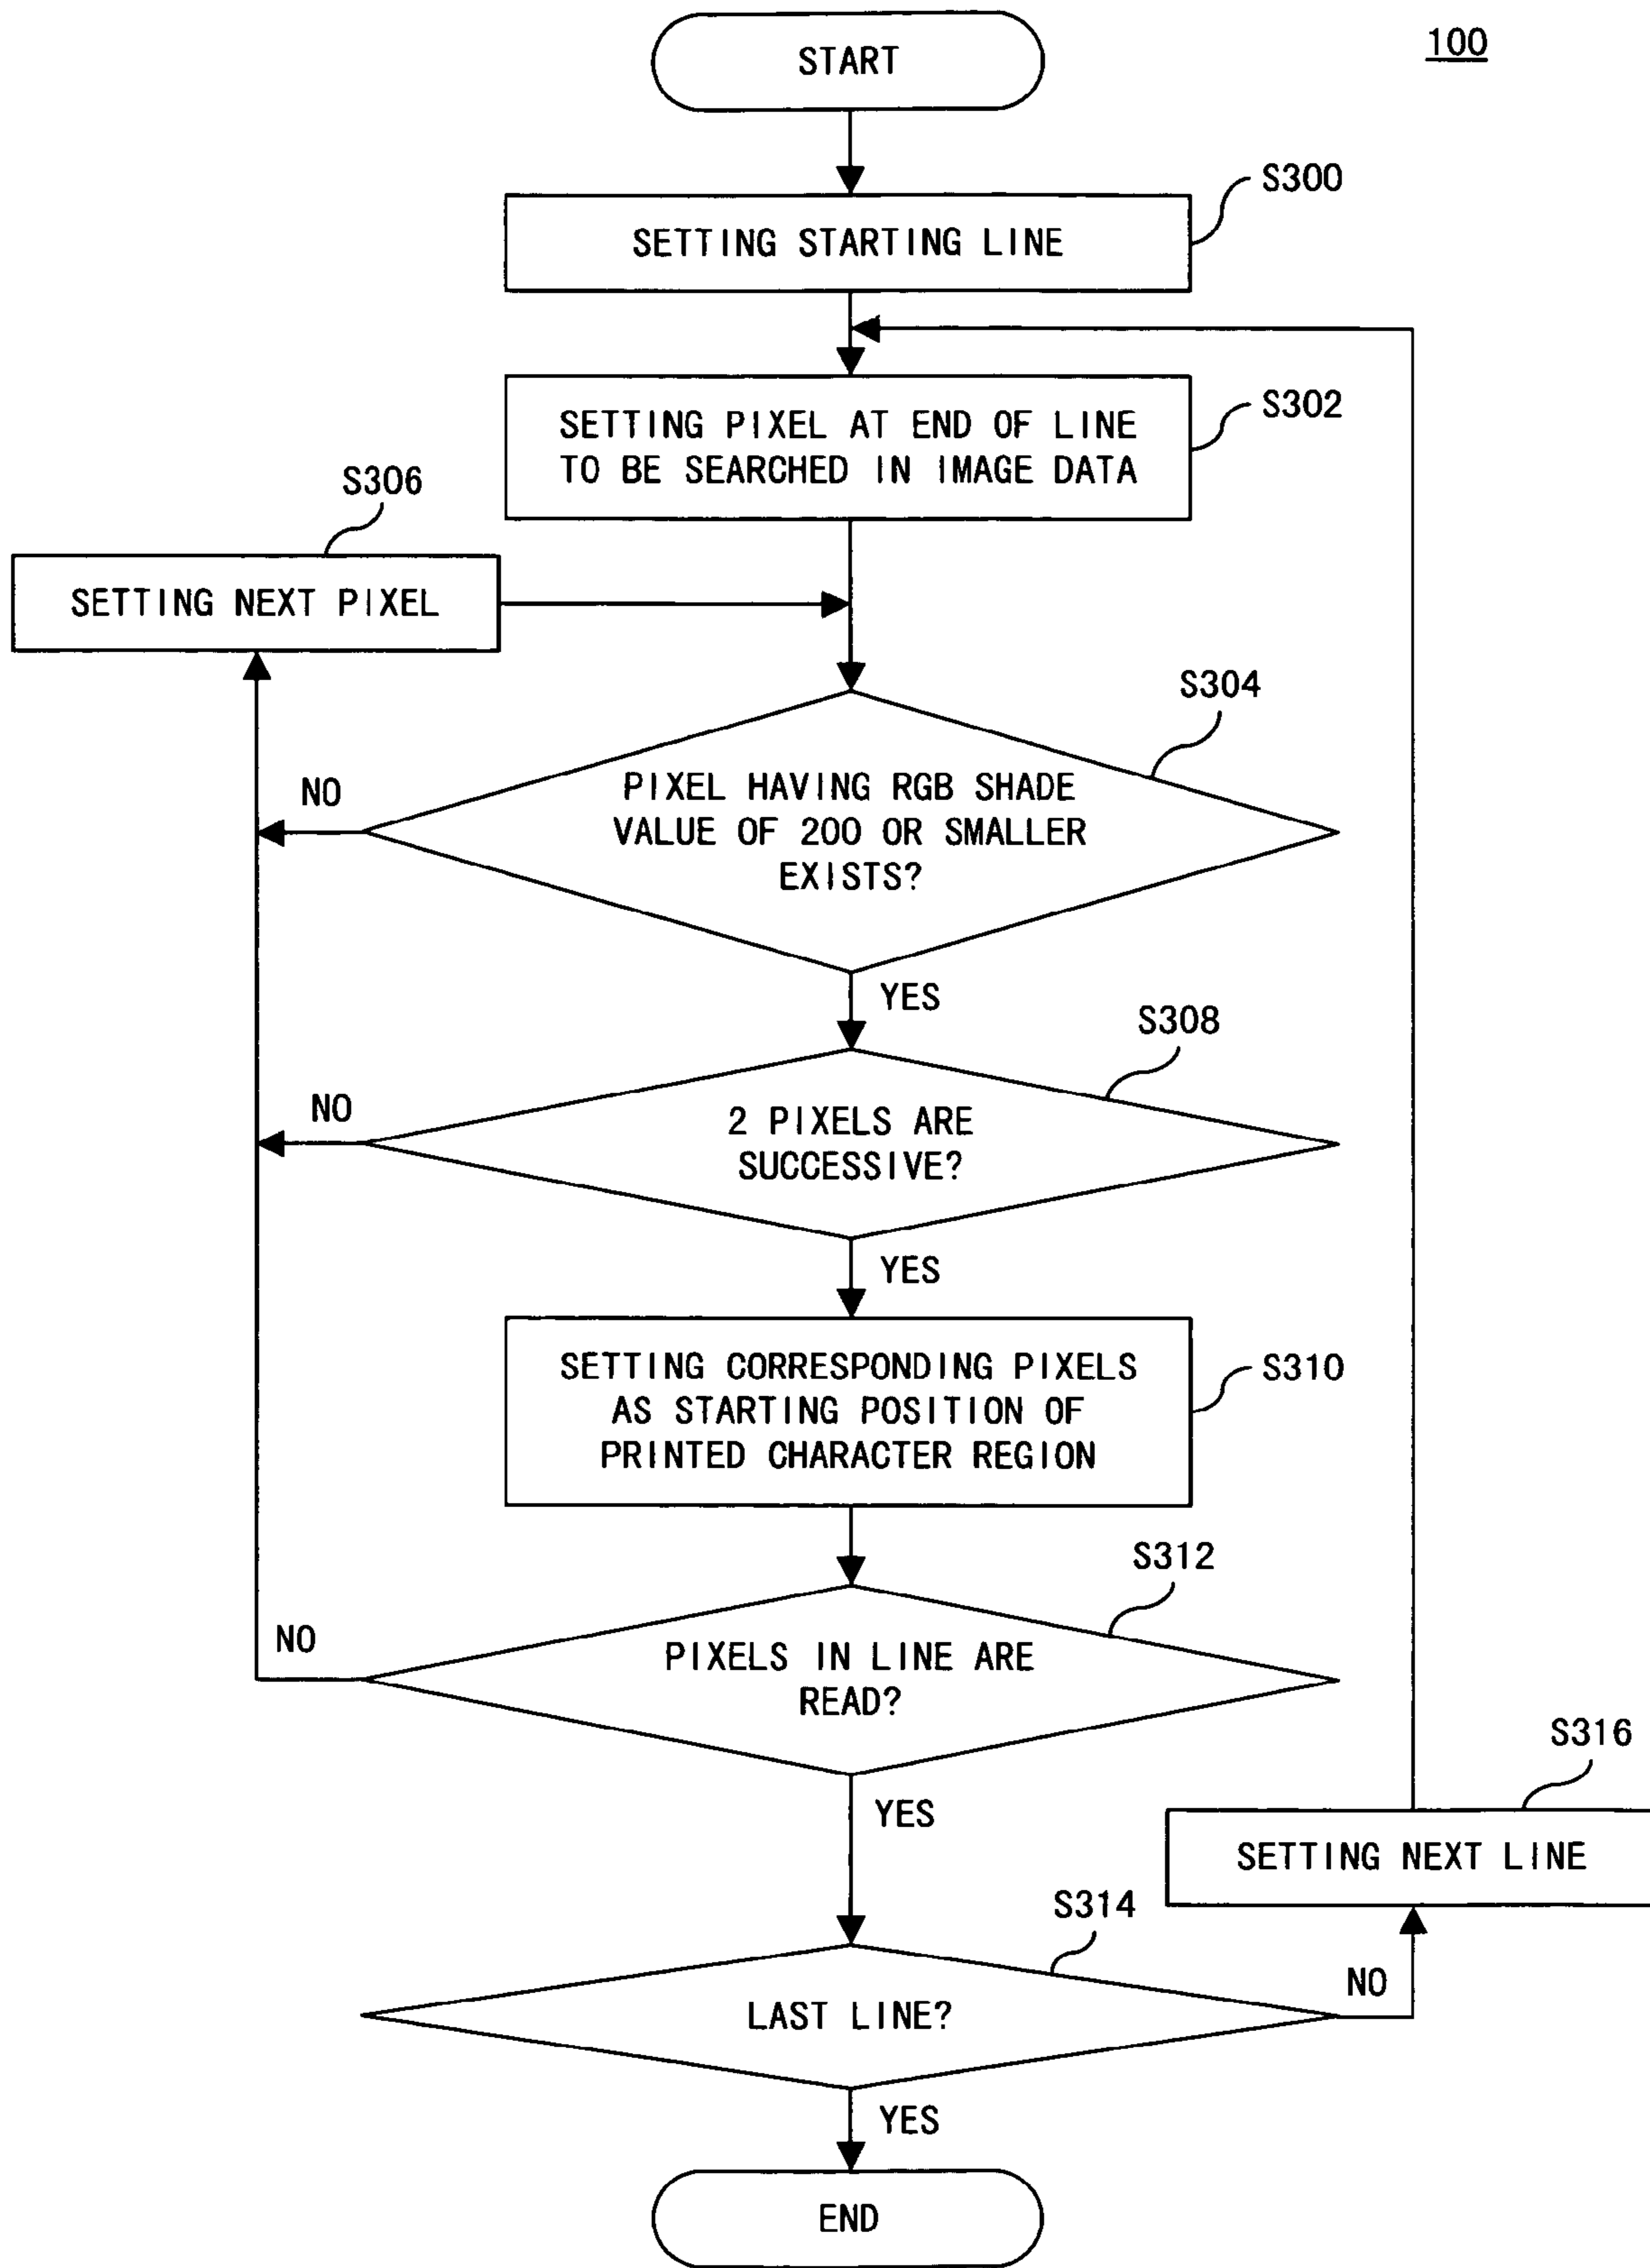 100
START
S300
SETTING STARTING LINE
S302
SETTING PIXEL AT END OF LINE
TO BE SEARCHED IN IMAGE DATA
S306
SETTING NEXT PIXEL
S304
PIXEL HAVING RGB SHADE
VALUE OF 200 OR SMALLER
EXISTS?
NO
YES
S308
2 PIXELS ARE
SUCCESSIVE?
NO
YES
S310
SETTING CORRESPONDING PIXELS
AS STARTING POSITION OF
PRINTED CHARACTER REGION
S312
PIXELS IN LINE ARE
READ?
NO
YES
S316
SETTING NEXT LINE
S314
LAST LINE?
NO
YES
END